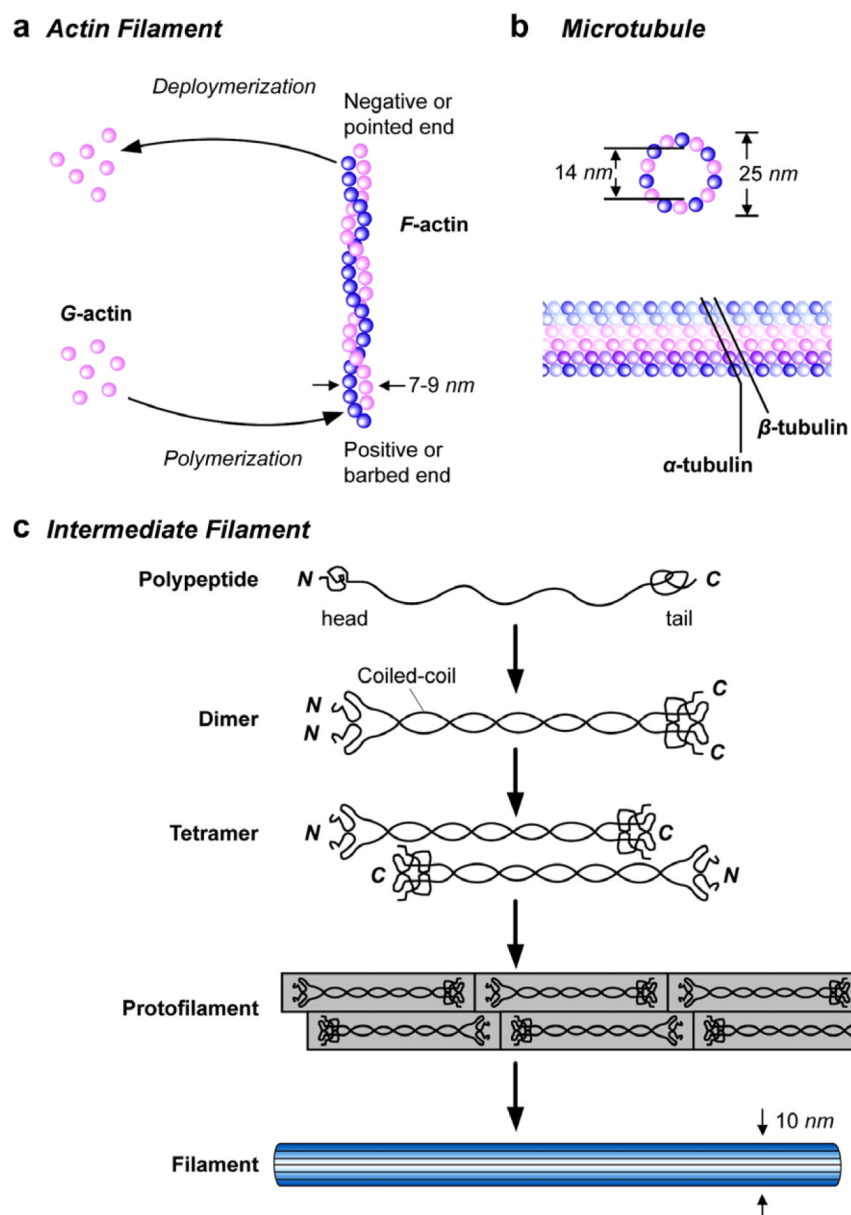 a Actin Filament
Deploymerization
Negative or
pointed end
F-actin
G-actin
7-9 nm
Polymerization
Positive or
barbed end
b Microtubule
14 nm
25 nm
β-tubulin
α-tubulin
c Intermediate Filament
Polypeptide
N
C
head
tail
Coiled-coil
Dimer
N
N
C
C
Tetramer
N
C
C
N
Protofilament
10 nm
Filament